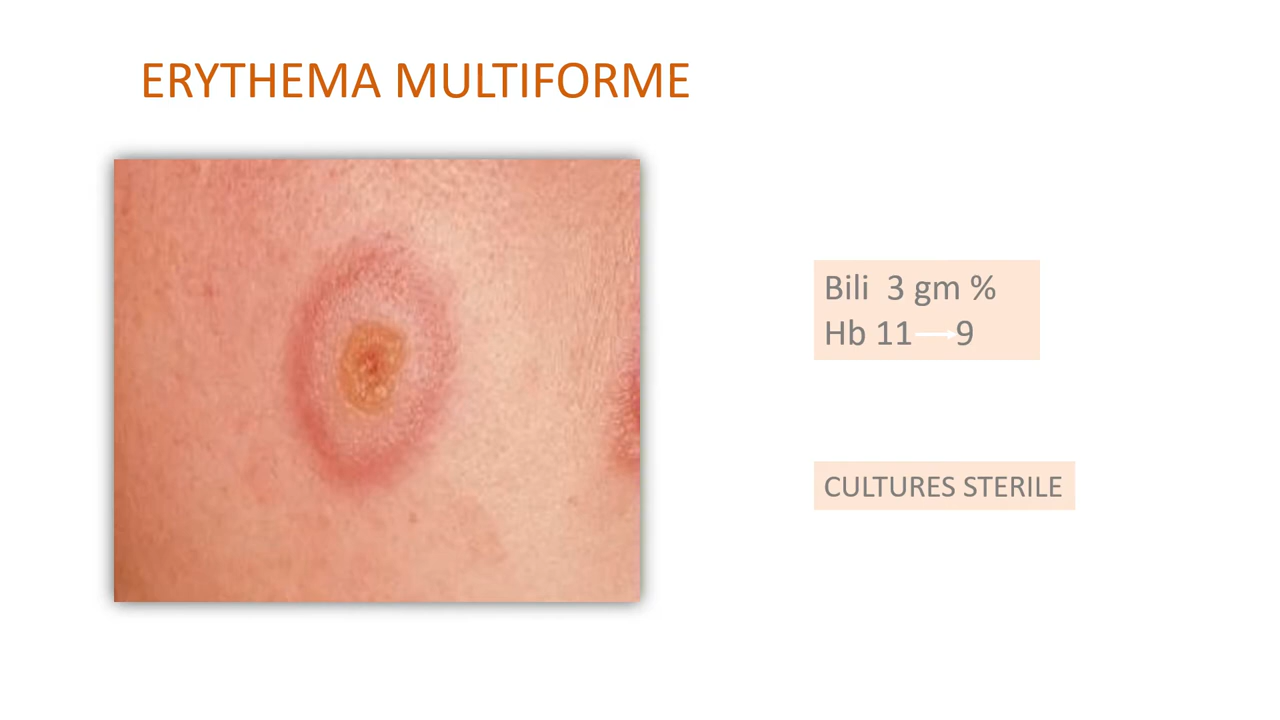 ERYTHEMA MULTIFORME
Bili 3 gm %
Hb 11 → 9
CULTURES STERILE